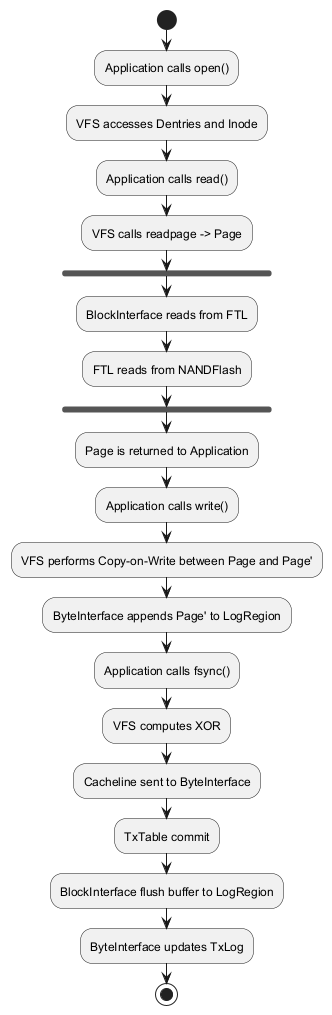 Application calls open()
VFS accesses Dentries and Inode
Application calls read()
VFS calls readpage -> Page
BlockInterface reads from FTL
FTL reads from NANDFlash
Page is returned to Application
Application calls write()
VFS performs Copy-on-Write between Page and Page'
ByteInterface appends Page' to LogRegion
Application calls fsync()
VFS computes XOR
Cacheline sent to ByteInterface
TxTable commit
BlockInterface flush buffer to LogRegion
ByteInterface updates TxLog